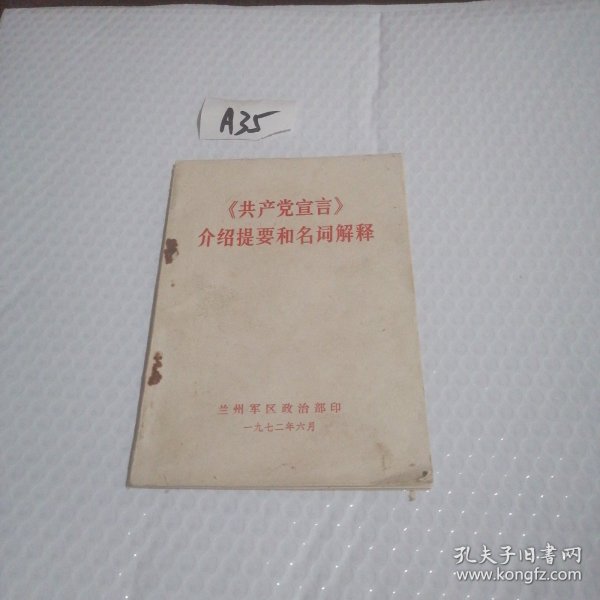 A35
《共产党宣言》
介绍提要和名词解释
兰州军区政治部印
一九七二年六月
孔夫子旧书网
www.kongfz.com